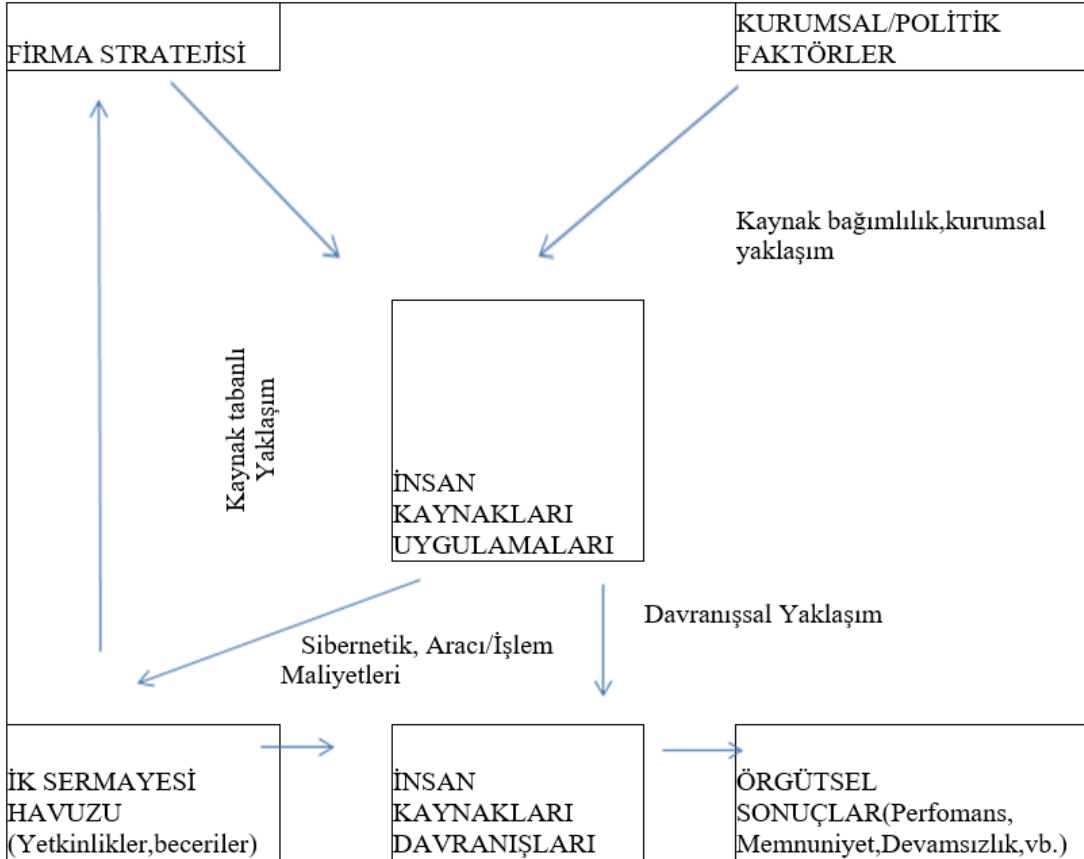 FİRMA STRATEJİSİ
KURUMSAL/POLİTİK
FAKTÖRLER
Kaynak bağımlılık,kurumsal
yaklaşım
Kaynak tabanlı
Yaklaşım
İNSAN
KAYNAKLARI
UYGULAMALARI
Davranışsal Yaklaşım
Sibernetik, Aracı/İşlem
Maliyetleri
İK SERMAYESİ
HAVUZU
(Yetkinlikler,beceriler)
İNSAN
KAYNAKLARI
DAVRANIŞLARI
ÖRGÜTSEL
SONUÇLAR(Perfomans,
Memnuniyet,Devamsızlık,vb.)